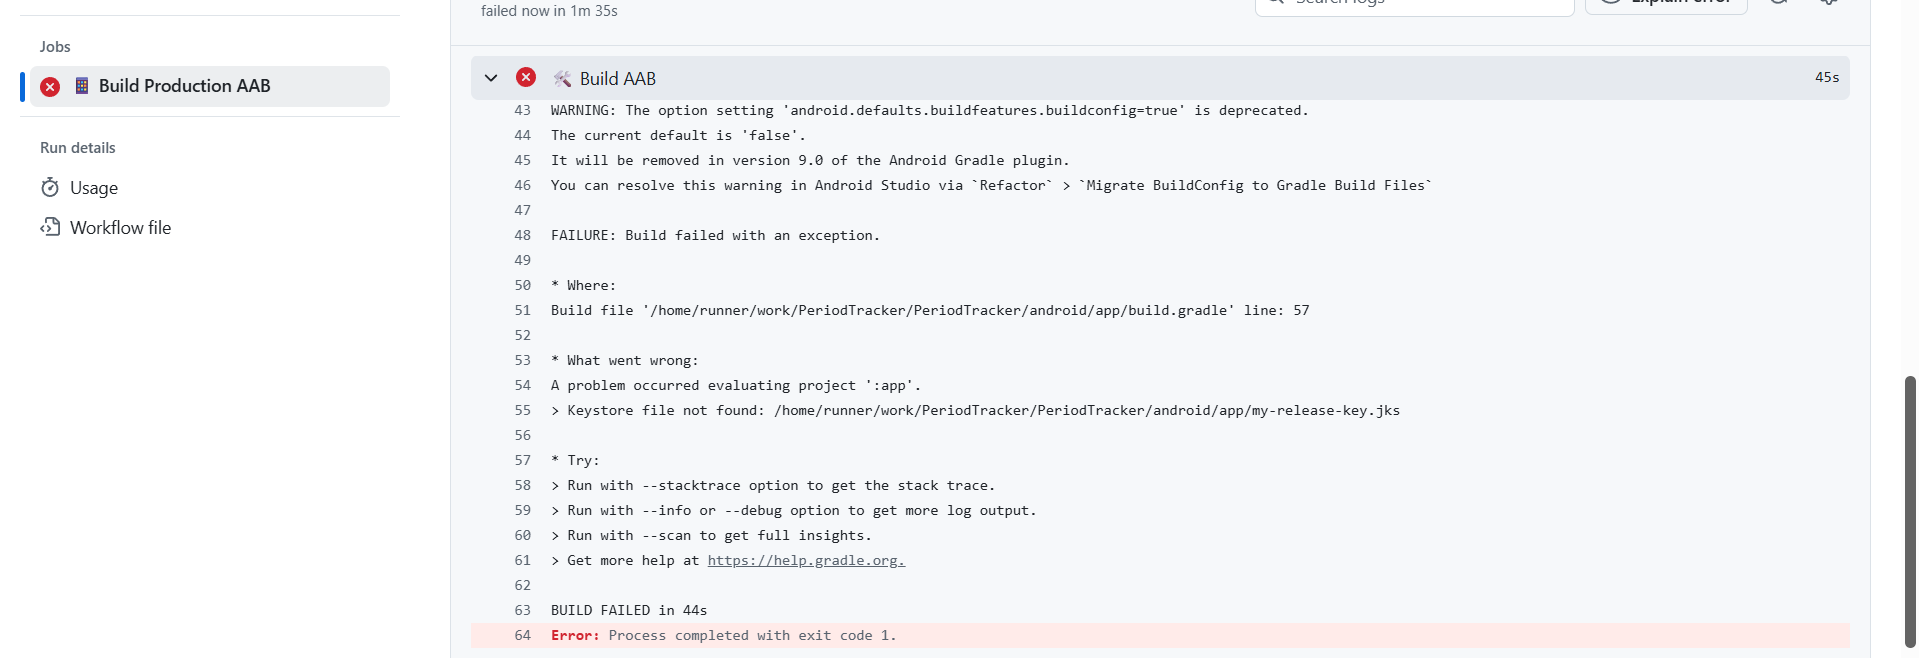 failed now in 1m 35s
Search logs
Explain error
Jobs
Build Production AAB
Run details
Usage
Workflow file
Build AAB
45s
43 WARNING: The option setting 'android.defaults.buildfeatures.buildconfig=true' is deprecated.
44 The current default is 'false'.
45 It will be removed in version 9.0 of the Android Gradle plugin.
46 You can resolve this warning in Android Studio via `Refactor` > `Migrate BuildConfig to Gradle Build Files`
47
48 FAILURE: Build failed with an exception.
49
50 * Where:
51 Build file '/home/runner/work/PeriodTracker/PeriodTracker/android/app/build.gradle' line: 57
52
53 * What went wrong:
54 A problem occurred evaluating project ':app'.
55 > Keystore file not found: /home/runner/work/PeriodTracker/PeriodTracker/android/app/my-release-key.jks
56
57 * Try:
58 > Run with --stacktrace option to get the stack trace.
59 > Run with --info or --debug option to get more log output.
60 > Run with --scan to get full insights.
61 > Get more help at https://help.gradle.org.
62
63 BUILD FAILED in 44s
64 Error: Process completed with exit code 1.